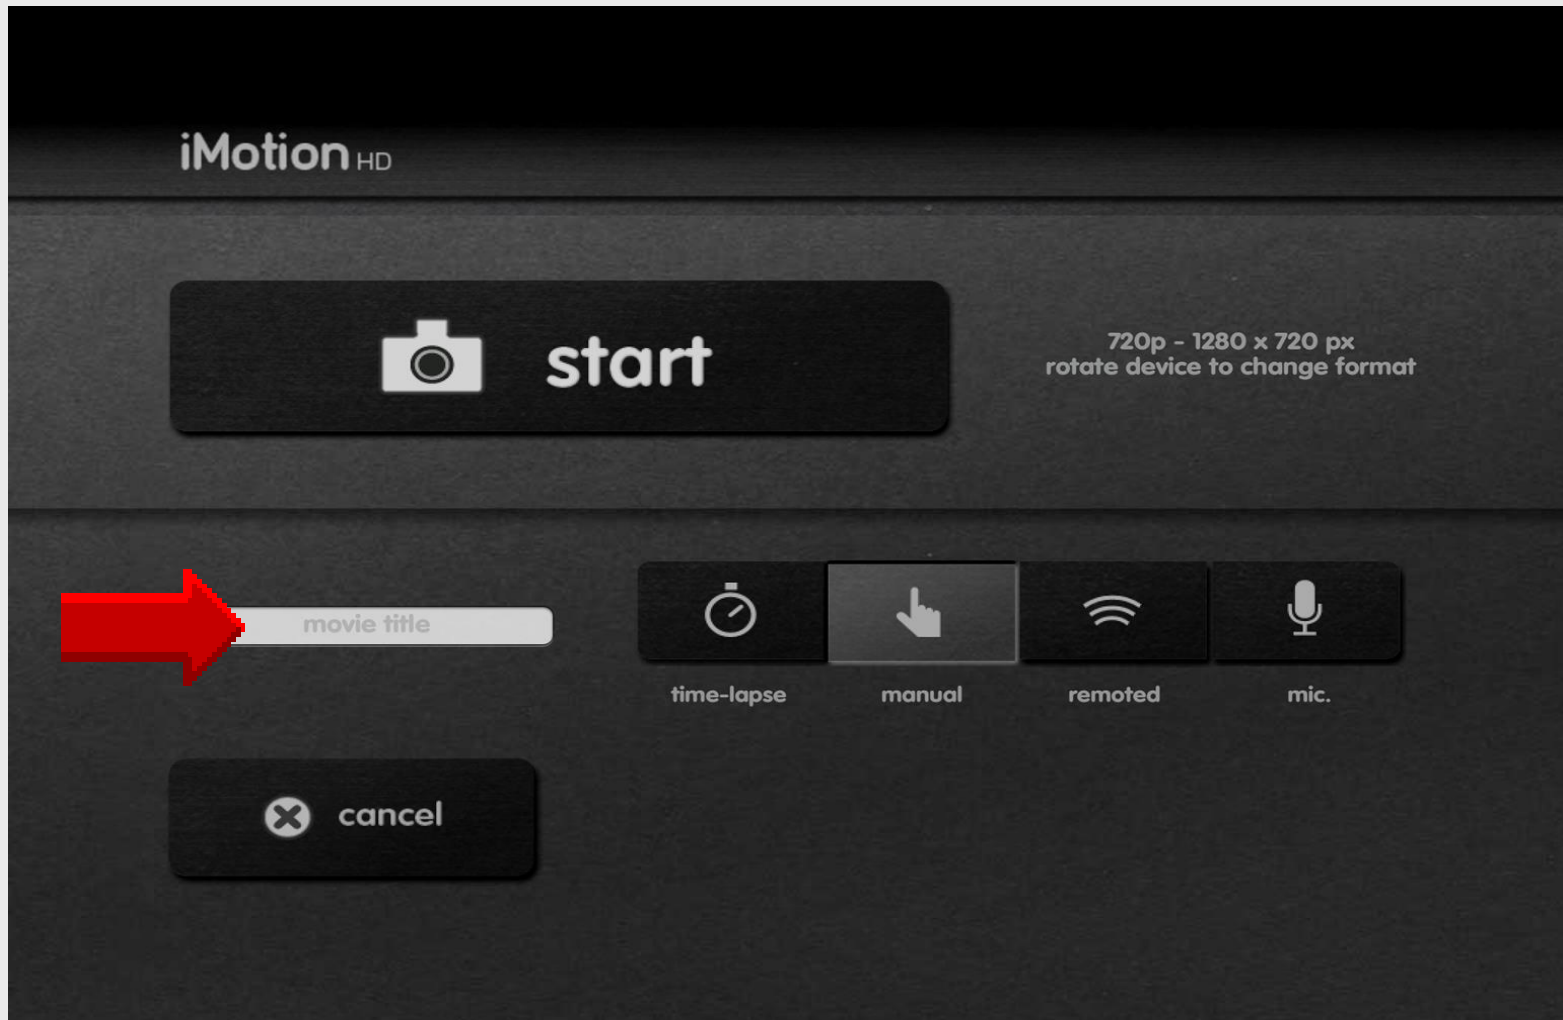 iMotion HD
start
720p - 1280 x 720 px
rotate device to change format
movie title
time-lapse
manual
remoted
mic.
cancel